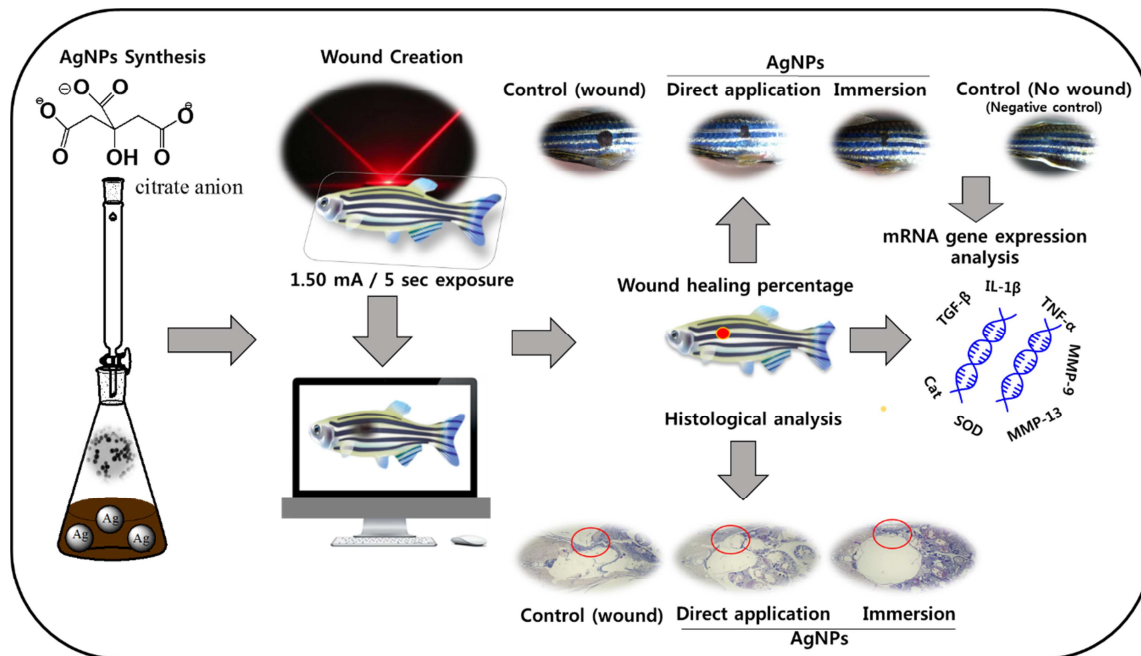 AgNPs Synthesis
O
O
O
O
O
O
OH
⊖
⊖
⊖
citrate anion
Ag
Ag
Ag
Wound Creation
1.50 mA / 5 sec exposure
AgNPs
Control (wound)
Direct application
Immersion
Control (No wound)
(Negative control)
Wound healing percentage
mRNA gene expression
analysis
TGF-β
IL-1β
TNF-α
MMP-9
MMP-13
SOD
Cat
Histological analysis
Control (wound)
Direct application
Immersion
AgNPs